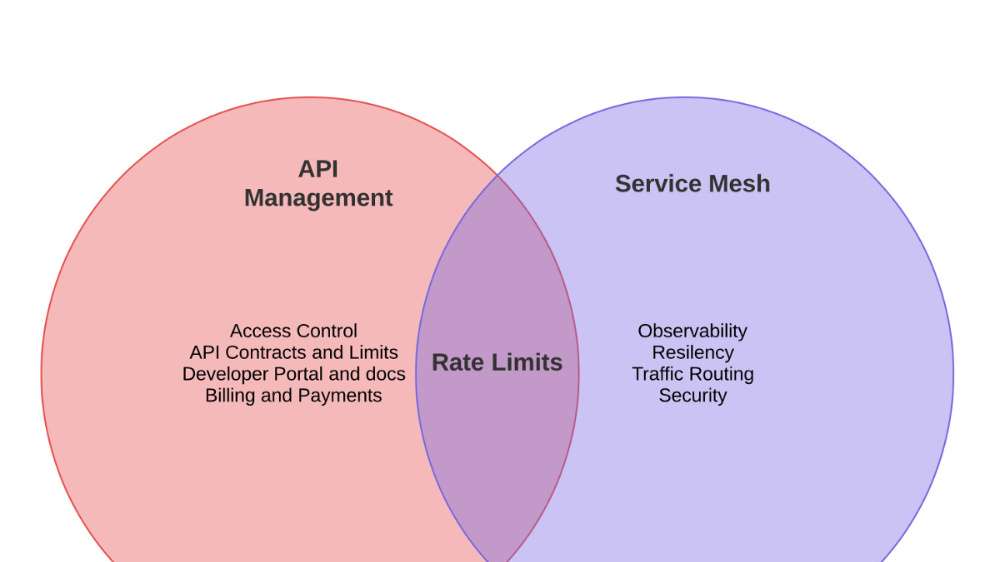 API
Management
Service Mesh
Access Control
API Contracts and Limits
Developer Portal and docs
Billing and Payments
Rate Limits
Observability
Resilency
Traffic Routing
Security